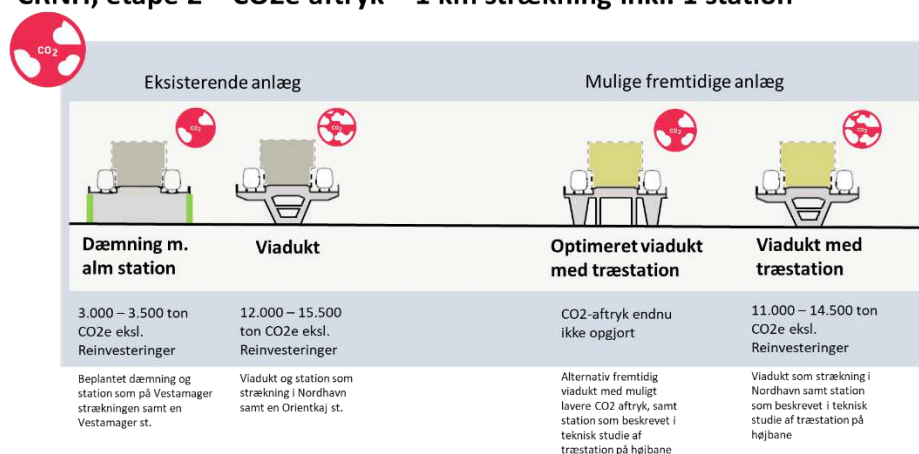 CRNH, etape 2 – CO2e aftryk – 1 km strækning inkl. 1 station
CO2
Eksisterende anlæg
Mulige fremtidige anlæg
CO2
CO2
CO2
CO2
Dæmning m.
alm station
Viadukt
Optimeret viadukt
med træstation
Viadukt med
træstation
3.000 – 3.500 ton
CO2e eksl.
Reinvesteringer
12.000 – 15.500
ton CO2e eksl.
Reinvesteringer
CO2-aftryk endnu
ikke opgjort
11.000 – 14.500 ton
CO2e eksl.
Reinvesteringer
Beplantet dæmning og
station som på Vestamager
strækningen samt en
Vestamager st.
Viadukt og station som
strækning i Nordhavn
samt en Orientkaj st.
Alternativ fremtidig
viadukt med muligt
lavere CO2 aftryk, samt
station som beskrevet i
teknisk studie af
træstation på højbane
Viadukt som strækning i
Nordhavn samt station
som beskrevet i teknisk
studie af træstation på
højbane